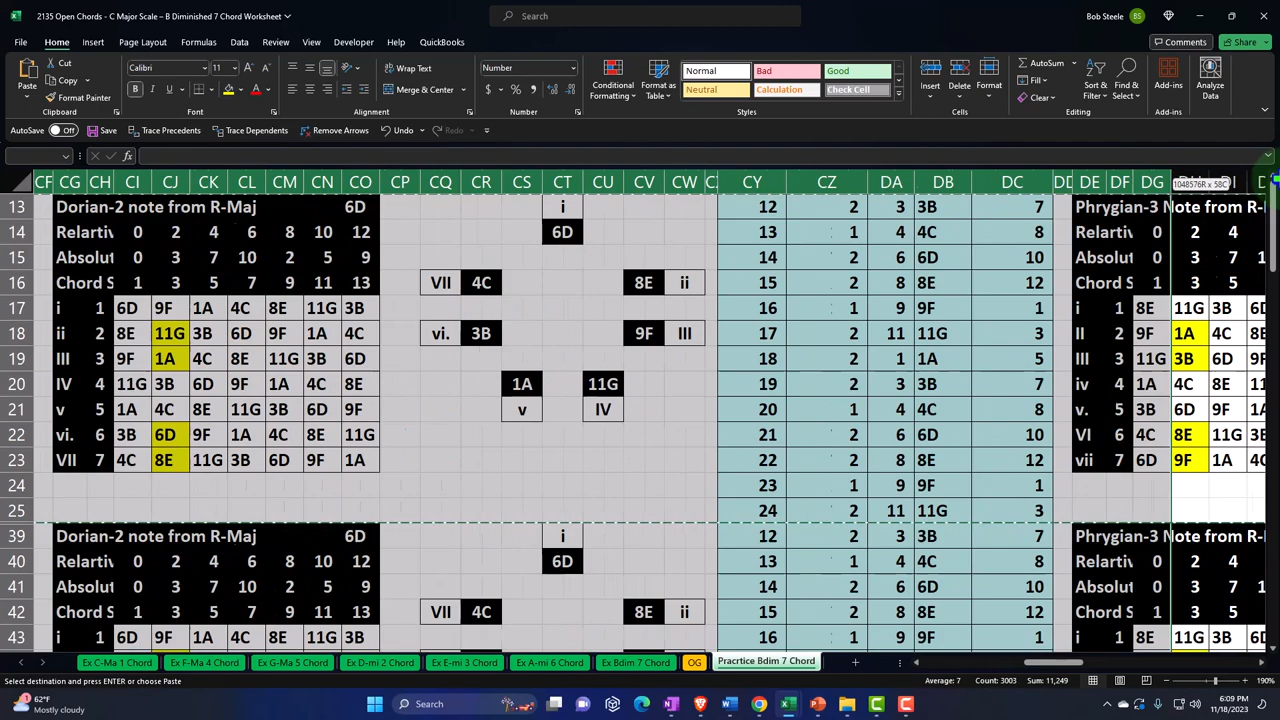 2135 Open Chords - C Major Scale – B Diminished 7 Chord Worksheet
Search
Bob Steele BS
File Home Insert Page Layout Formulas Data Review View Developer Help QuickBooks Comments Share
Cut
Copy
Format Painter
Paste
Clipboard
Calibri 11
B I U
Font
Wrap Text
Merge & Center
Alignment
Number
Number
Conditional Formatting
Format as Table
Normal Bad Good
Neutral Calculation Check Cell
Styles
Insert Delete Format
Cells
AutoSum
Fill
Clear
Sort & Filter
Find & Select
Editing
Add-ins
Add-ins
Analyze Data
AutoSave Off Save Trace Precedents Trace Dependents Remove Arrows Undo Redo
fx
CF CG CH CI CJ CK CL CM CN CO CP CQ CR CS CT CU CV CW CY CZ DA DB DC DD DE DF DG 1048576R x 58C
13 Dorian-2 note from R-Maj 6D i 12 2 3 3B 7 Phrygian-3 Note from R-
14 Relartiv 0 2 4 6 8 10 12 6D 13 1 4 4C 8 Relartiv 0 2 4
15 Absolut 0 3 7 10 2 5 9 14 2 6 6D 10 Absolut 0 3 7
16 Chord S 1 3 5 7 9 11 13 VII 4C 8E ii 15 2 8 8E 12 Chord S 1 3 5
17 i 1 6D 9F 1A 4C 8E 11G 3B 16 1 9 9F 1 i 1 8E 11G 3B
18 ii 2 8E 11G 3B 6D 9F 1A 4C vi. 3B 9F III 17 2 11 11G 3 II 2 9F 1A 4C
19 III 3 9F 1A 4C 8E 11G 3B 6D 18 2 1 1A 5 III 3 11G 3B 6D
20 IV 4 11G 3B 6D 9F 1A 4C 8E 1A 11G 19 2 3 3B 7 iv 4 1A 4C 8E
21 v 5 1A 4C 8E 11G 3B 6D 9F v IV 20 1 4 4C 8 v. 5 3B 6D 9F
22 vi. 6 3B 6D 9F 1A 4C 8E 11G 21 2 6 6D 10 VI 6 4C 8E 11G
23 VII 7 4C 8E 11G 3B 6D 9F 1A 22 2 8 8E 12 vii 7 6D 9F 1A
24 23 1 9 9F 1
25 24 2 11 11G 3
39 Dorian-2 note from R-Maj 6D i 12 2 3 3B 7 Phrygian-3 Note from R-
40 Relartiv 0 2 4 6 8 10 12 6D 13 1 4 4C 8 Relartiv 0 2 4
41 Absolut 0 3 7 10 2 5 9 14 2 6 6D 10 Absolut 0 3 7
42 Chord S 1 3 5 7 9 11 13 VII 4C 8E ii 15 2 8 8E 12 Chord S 1 3 5
43 i 1 6D 9F 1A 4C 8E 11G 3B 16 1 9 9F 1 i 1 8E 11G 3B
Ex C-Ma 1 Chord Ex F-Ma 4 Chord Ex G-Ma 5 Chord Ex D-mi 2 Chord Ex E-mi 3 Chord Ex A-mi 6 Chord Ex Bdim 7 Chord OG Pracrtice Bdim 7 Chord
Select destination and press ENTER or choose Paste Average: 7 Count: 3003 Sum: 11,249 190%
62°F
Mostly cloudy
Search
6:09 PM
11/18/2023